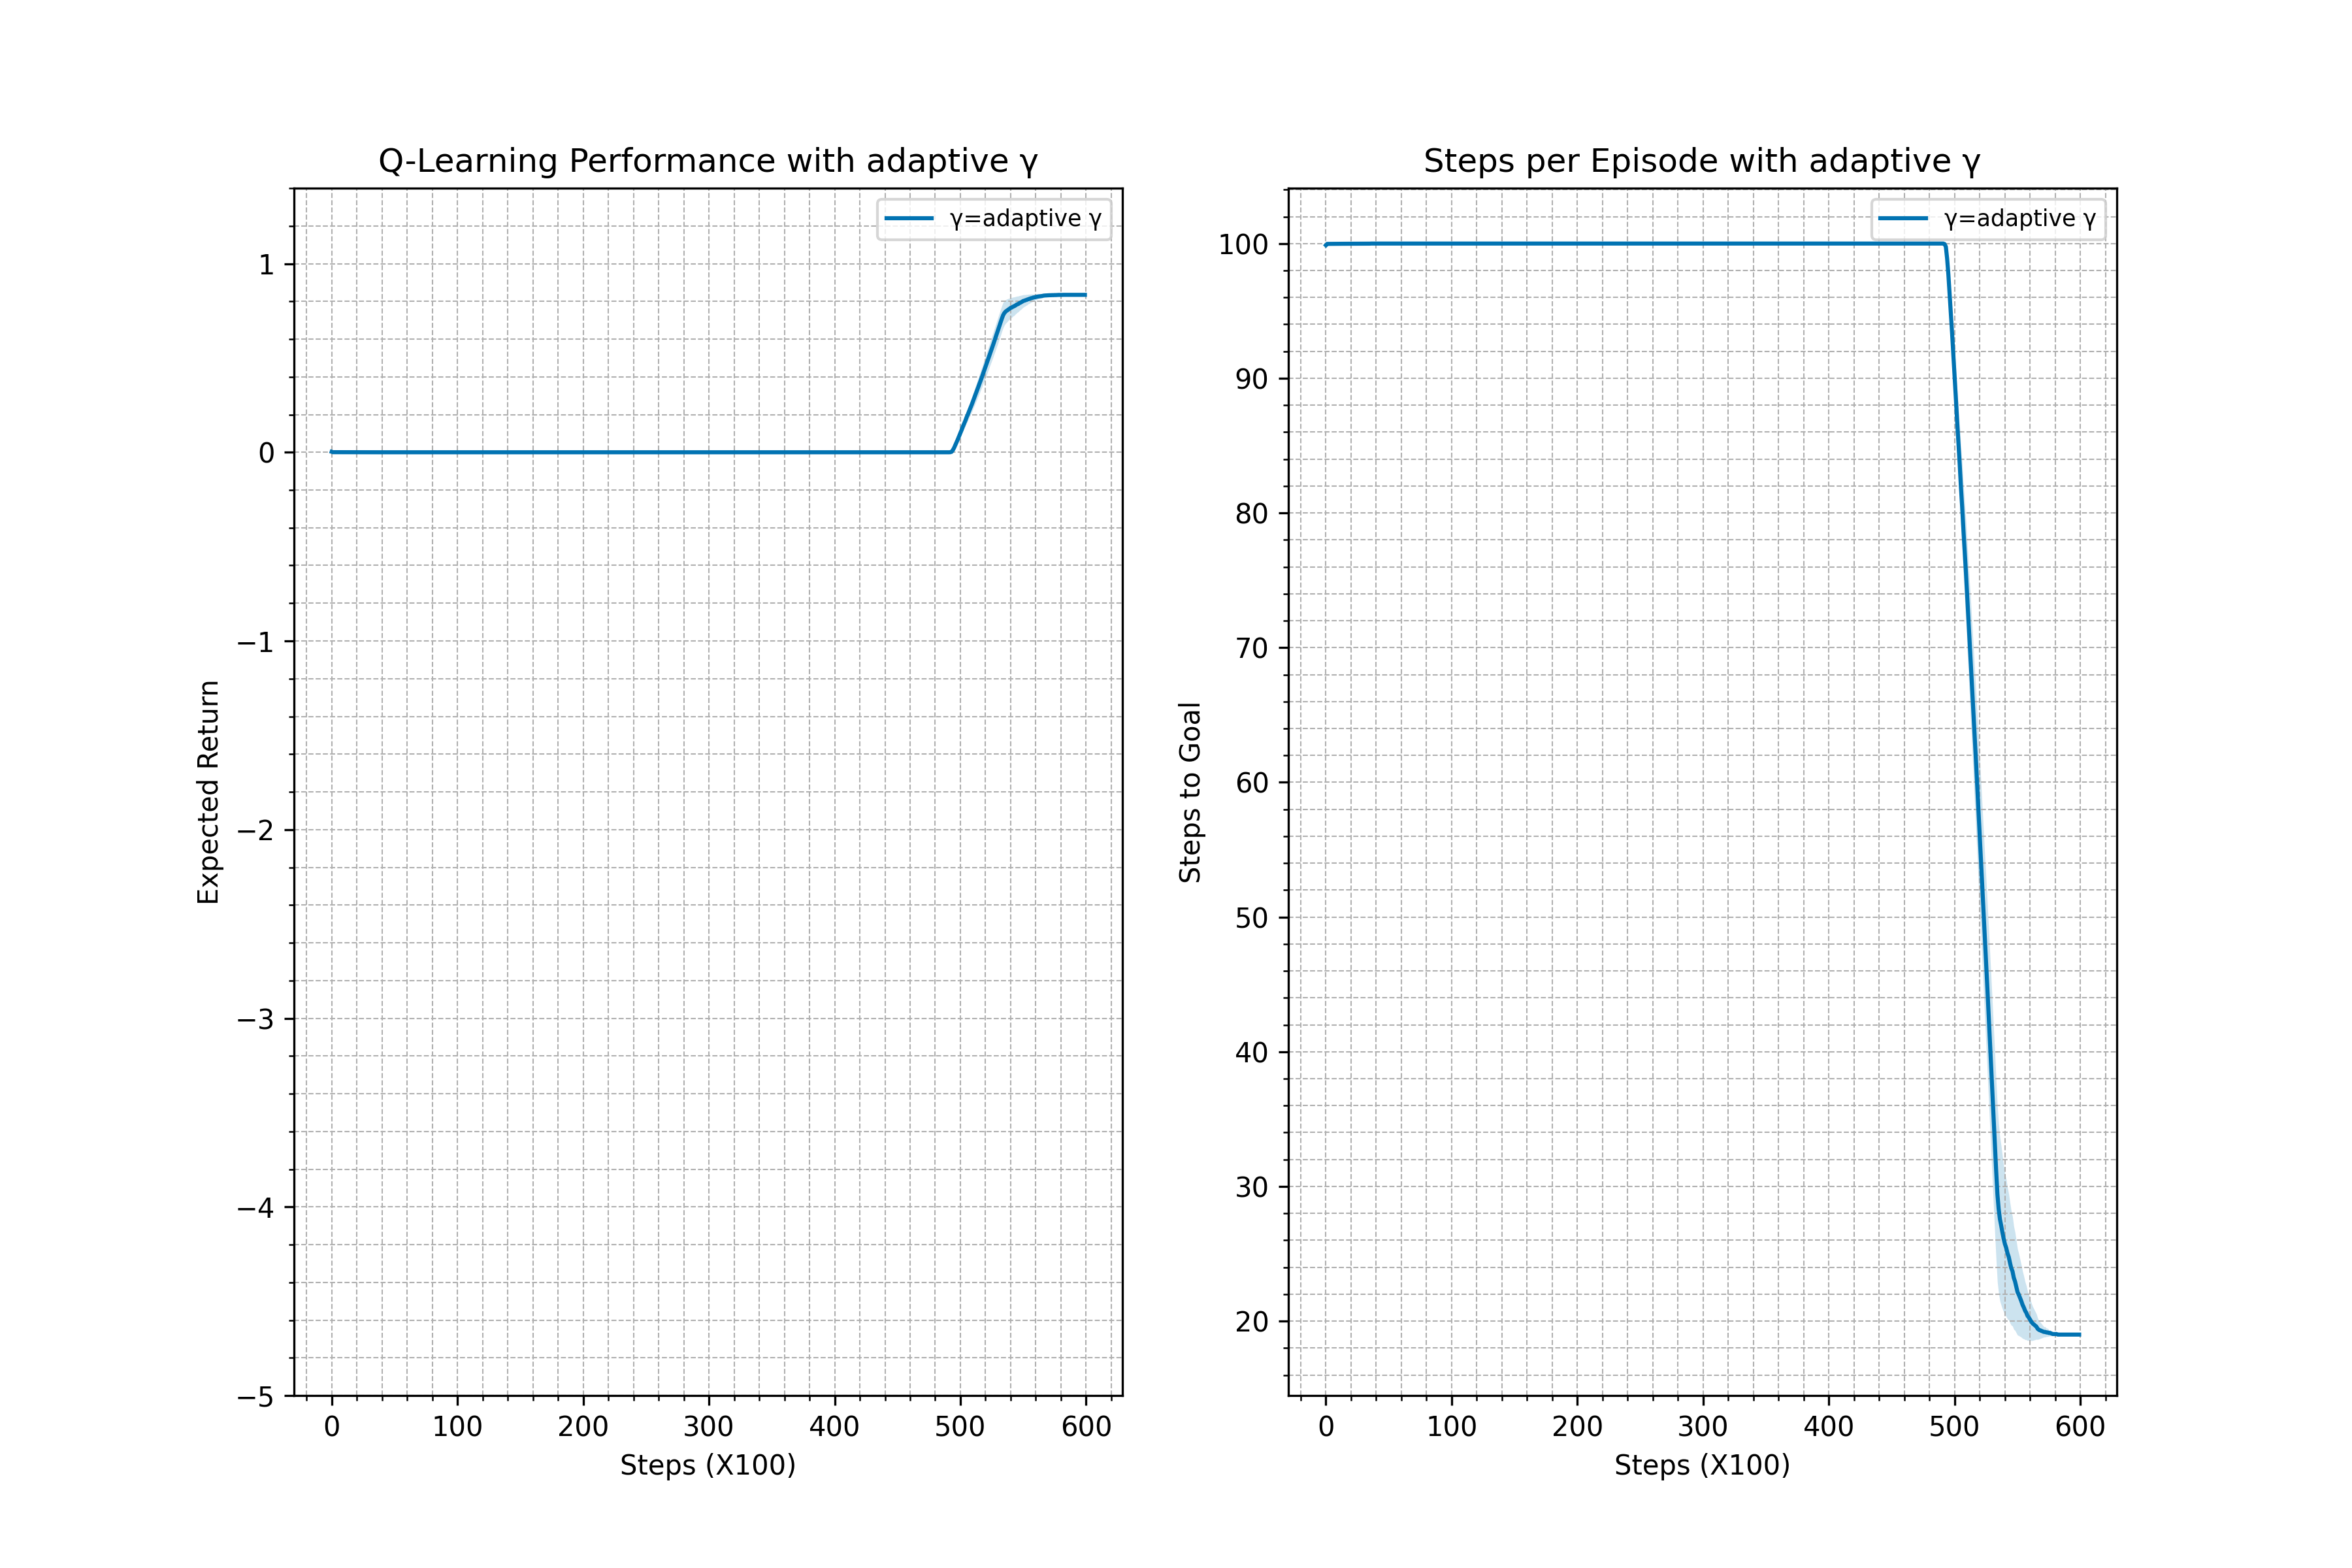 Q-Learning Performance with adaptive γ
γ=adaptive γ
1
0
−1
−2
−3
−4
−5
Expected Return
0 100 200 300 400 500 600
Steps (X100)
Steps per Episode with adaptive γ
γ=adaptive γ
100
90
80
70
60
50
40
30
20
Steps to Goal
0 100 200 300 400 500 600
Steps (X100)